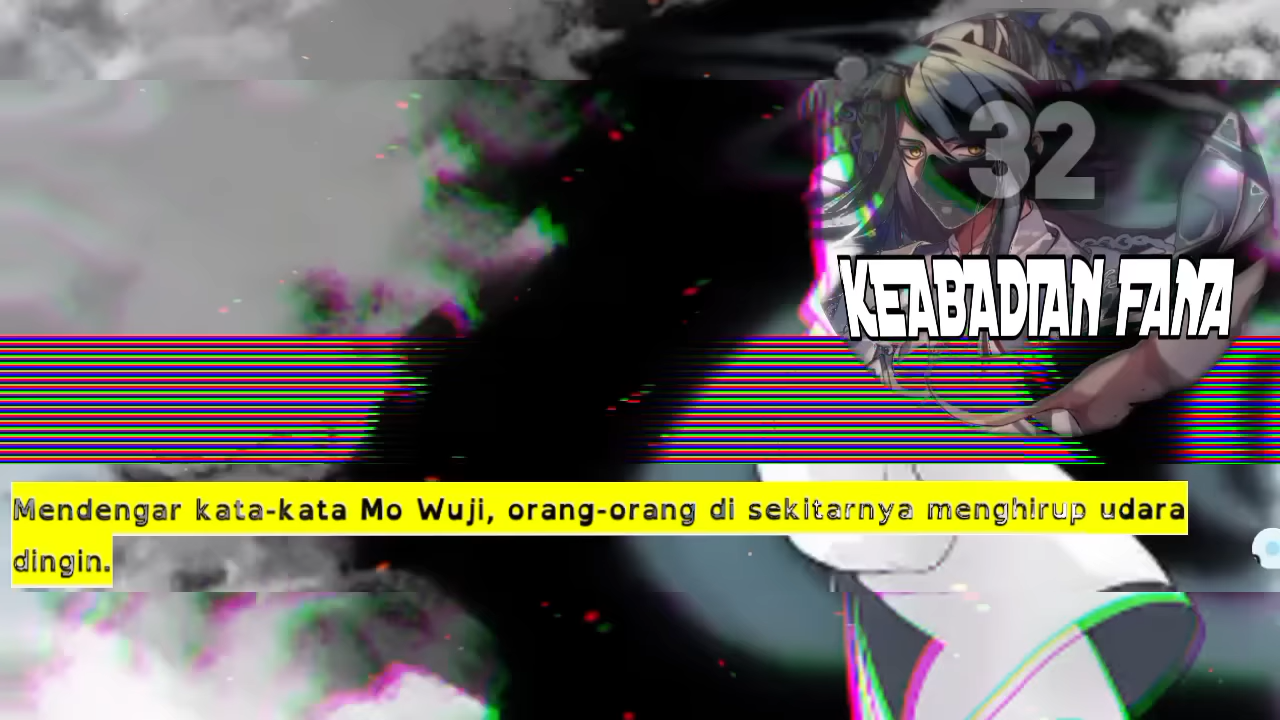 32
KEABADIAN FANA
Mendengar kata-kata Mo Wuji, orang-orang di sekitarnya menghirup udara
dingin.